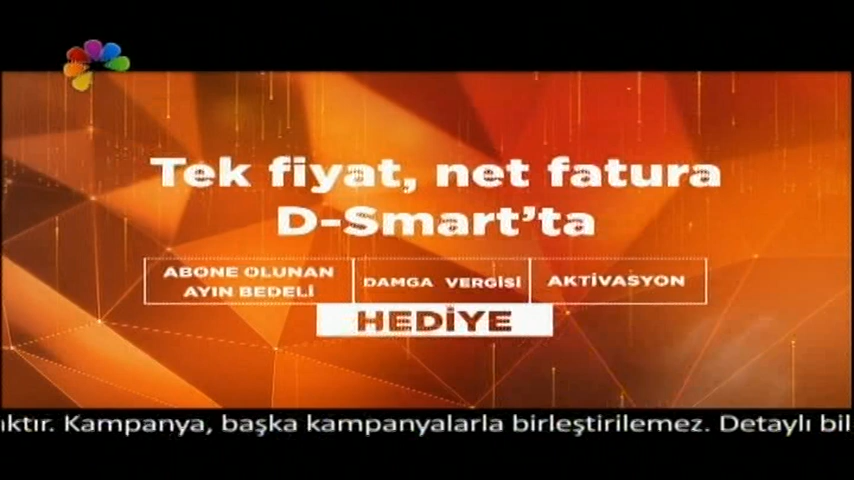 Tek fiyat, net fatura
D-Smart'ta
ABONE OLUNAN
AYIN BEDELİ
DAMGA VERGİSİ
AKTİVASYON
HEDİYE
aktır. Kampanya, başka kampanyalarla birleştirilemez. Detaylı bil